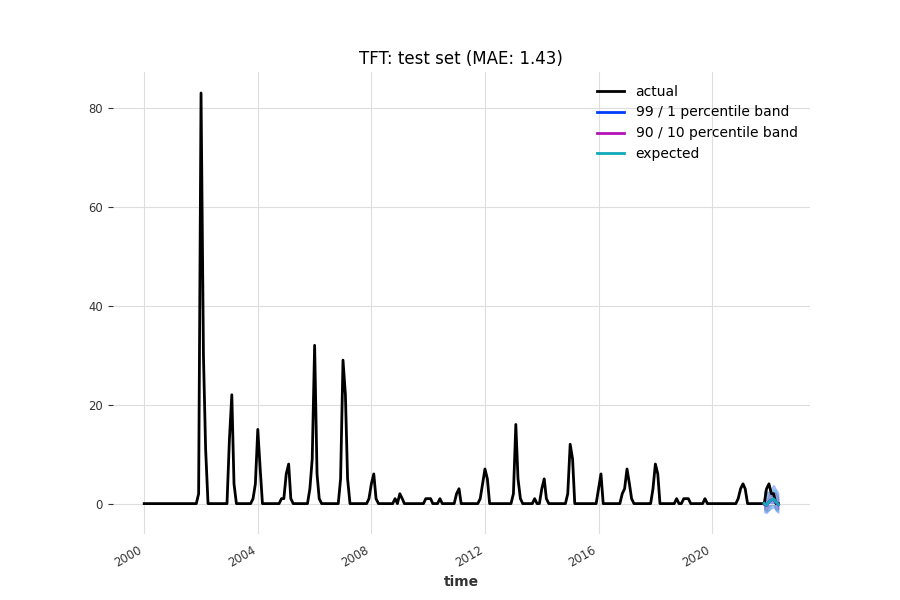 TFT: test set (MAE: 1.43)
actual
99 / 1 percentile band
90 / 10 percentile band
expected
80
60
40
20
0
2000 2004 2008 2012 2016 2020
time